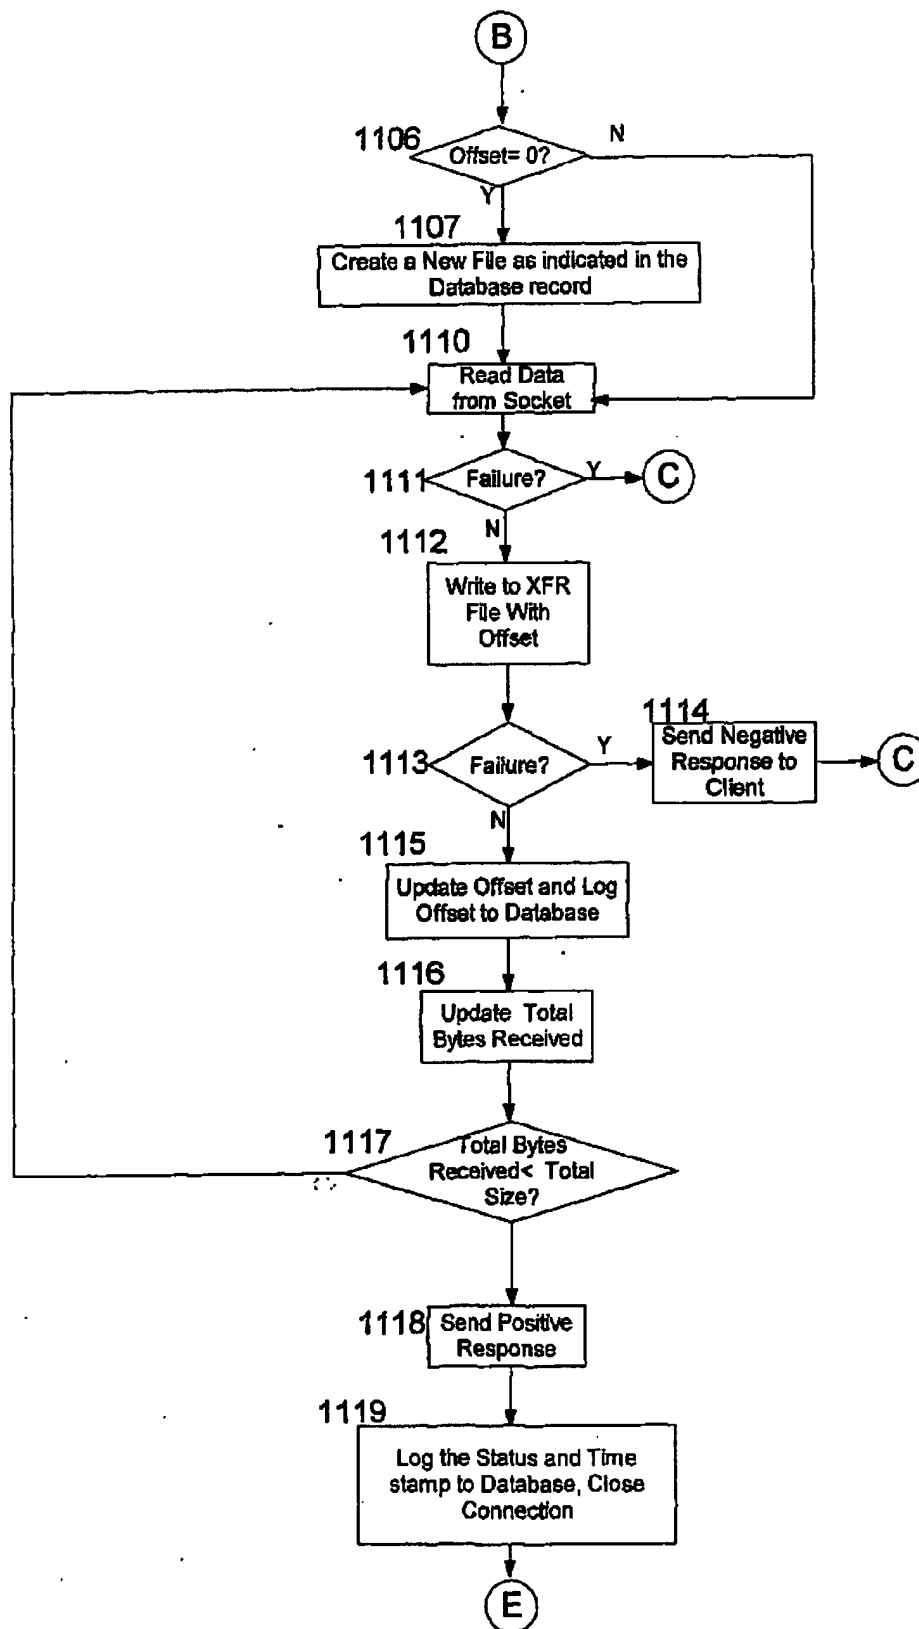 B
1106
N
Offset= 0?
Y
1107
Create a New File as indicated in the
Database record
1110
Read Data
from Socket
1111
Failure?
Y
C
N
1112
Write to XFR
File With
Offset
1114
1113
Failure?
Y
Send Negative
Response to
Client
C
N
1115
Update Offset and Log
Offset to Database
1116
Update Total
Bytes Received
1117
Total Bytes
Received< Total
Size?
1118
Send Positive
Response
1119
Log the Status and Time
stamp to Database, Close
Connection
E